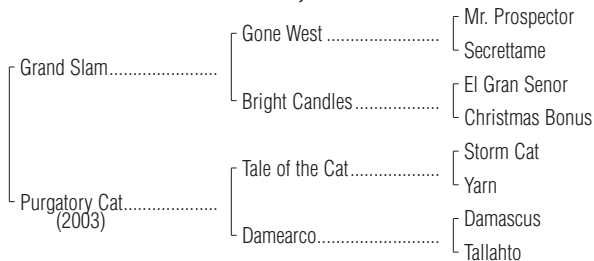 Mr. Prospector
Gone West ........................
Secrettame
Grand Slam.......................
El Gran Senor
Bright Candles ..................
Christmas Bonus
Storm Cat
Tale of the Cat...................
Yarn
Purgatory Cat....................
(2003)
Damascus
Damearco..........................
Tallahto